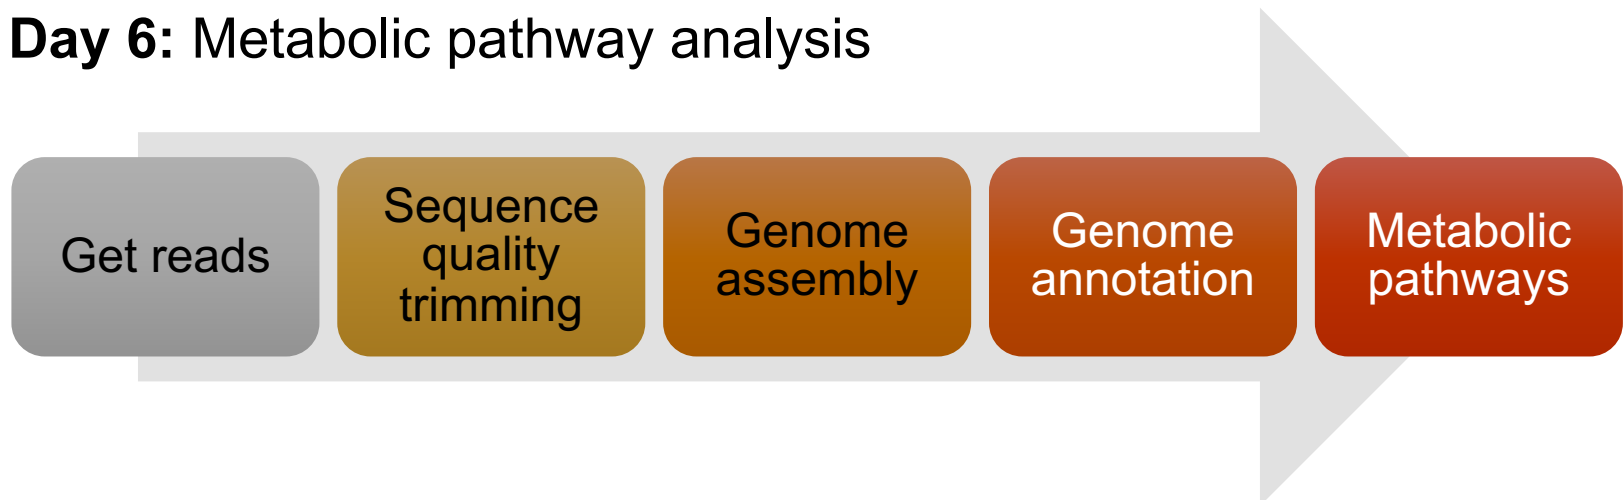 Day 6: Metabolic pathway analysis
Get reads
Sequence
quality
trimming
Genome
assembly
Genome
annotation
Metabolic
pathways